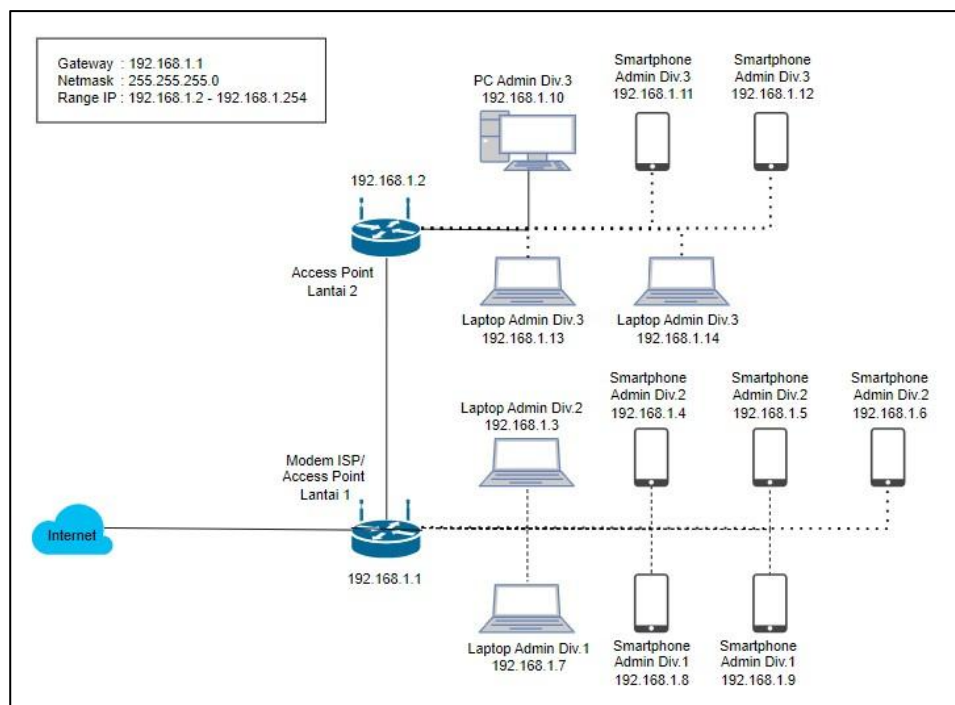 Gateway : 192.168.1.1
Netmask : 255.255.255.0
Range IP : 192.168.1.2 - 192.168.1.254
PC Admin Div.3
192.168.1.10
Smartphone
Admin Div.3
192.168.1.11
Smartphone
Admin Div.3
192.168.1.12
192.168.1.2
Access Point
Lantai 2
Laptop Admin Div.3
192.168.1.13
Laptop Admin Div.3
192.168.1.14
Laptop Admin Div.2
192.168.1.3
Smartphone
Admin Div.2
192.168.1.4
Smartphone
Admin Div.2
192.168.1.5
Smartphone
Admin Div.2
192.168.1.6
Modem ISP/
Access Point
Lantai 1
Internet
192.168.1.1
Laptop Admin Div.1
192.168.1.7
Smartphone
Admin Div.1
192.168.1.8
Smartphone
Admin Div.1
192.168.1.9